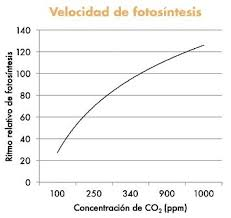 Velocidad de fotosíntesis
Ritmo relativo de fotosíntesis
140
120
100
80
60
40
20
0
100 250 340 900 1000
Concentración de CO₂ (ppm)